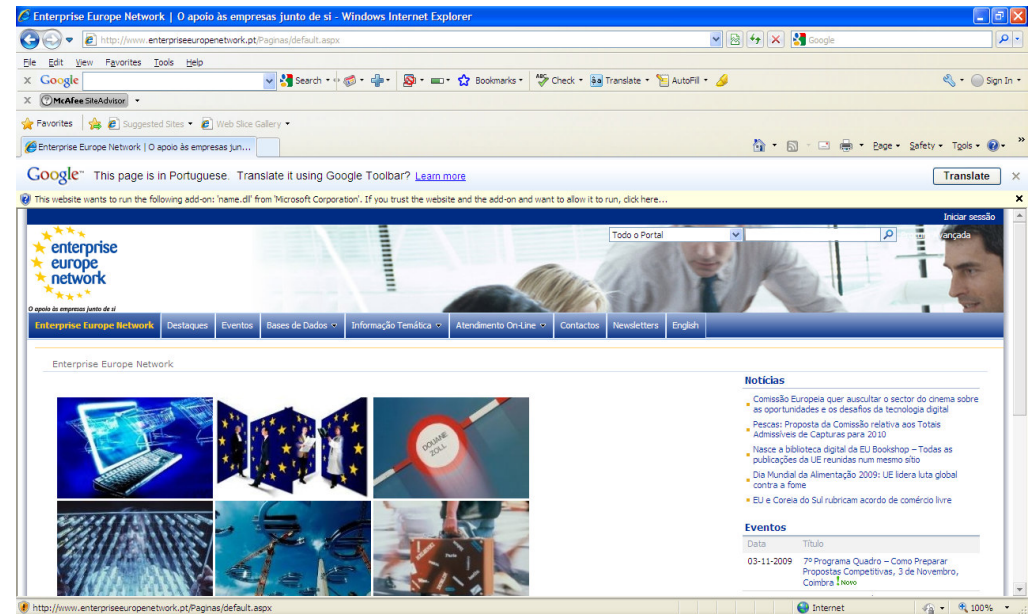 Enterprise Europe Network | O apoio às empresas junto de si - Windows Internet Explorer
http://www.enterpriseeuropenetwork.pt/Paginas/default.aspx
Google
File Edit View Favorites Tools Help
x Google Search Bookmarks Check Translate AutoFill Sign In
x McAfee SiteAdvisor
Favorites Suggested Sites Web Slice Gallery
Enterprise Europe Network | O apoio às empresas jun...
Page Safety Tools
Google™ This page is in Portuguese. Translate it using Google Toolbar? Learn more Translate
This website wants to run the following add-on: 'name.dll' from 'Microsoft Corporation'. If you trust the website and the add-on and want to allow it to run, click here...
Iniciar sessão
Todo o Portal
enterprise
europe
network
O apoio às empresas junto de si
Enterprise Europe Network Destaques Eventos Bases de Dados Informação Temática Atendimento On-Line Contactos Newsletters English
Enterprise Europe Network
DOUANE
ZOLL
Notícias
Comissão Europeia quer auscultar o sector do cinema sobre
as oportunidades e os desafios da tecnologia digital
Pescas: Proposta da Comissão relativa aos Totais
Admissíveis de Capturas para 2010
Nasce a biblioteca digital da EU Bookshop – Todas as
publicações da UE reunidas num mesmo sítio
Dia Mundial da Alimentação 2009: UE lidera luta global
contra a fome
EU e Coreia do Sul rubricam acordo de comércio livre
Eventos
Data Título
03-11-2009 7º Programa Quadro – Como Preparar
Propostas Competitivas, 3 de Novembro,
Coimbra ! Novo
http://www.enterpriseeuropenetwork.pt/Paginas/default.aspx
Internet
100%